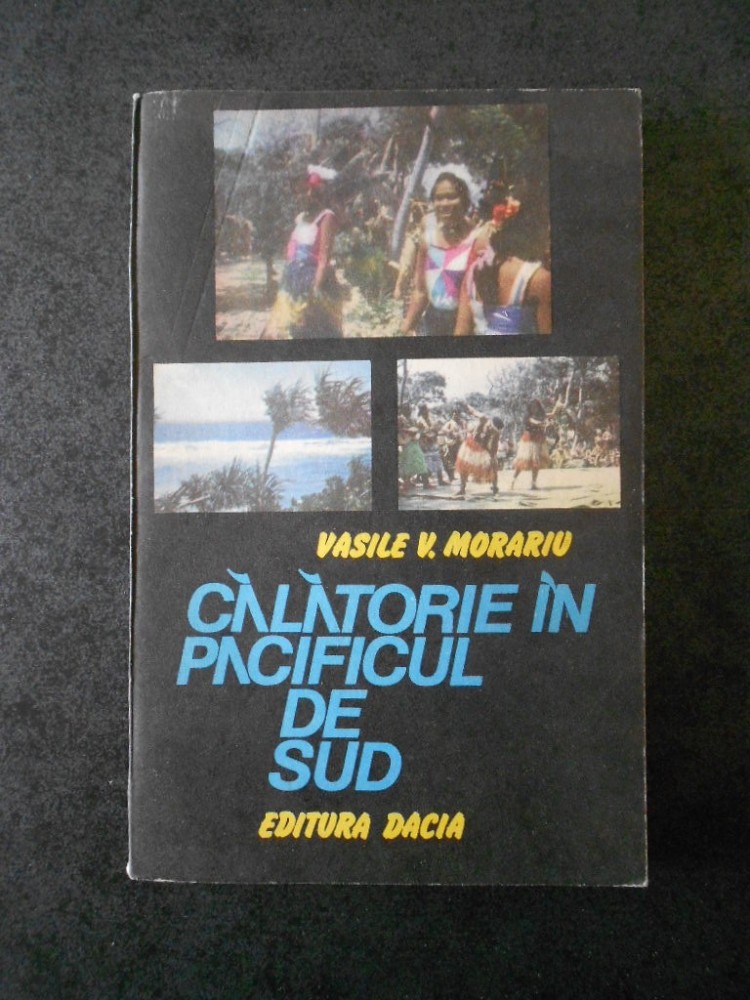 VASILE V. MORARIU
CĂLĂTORIE ÎN
PACIFICUL
DE
SUD
EDITURA DACIA